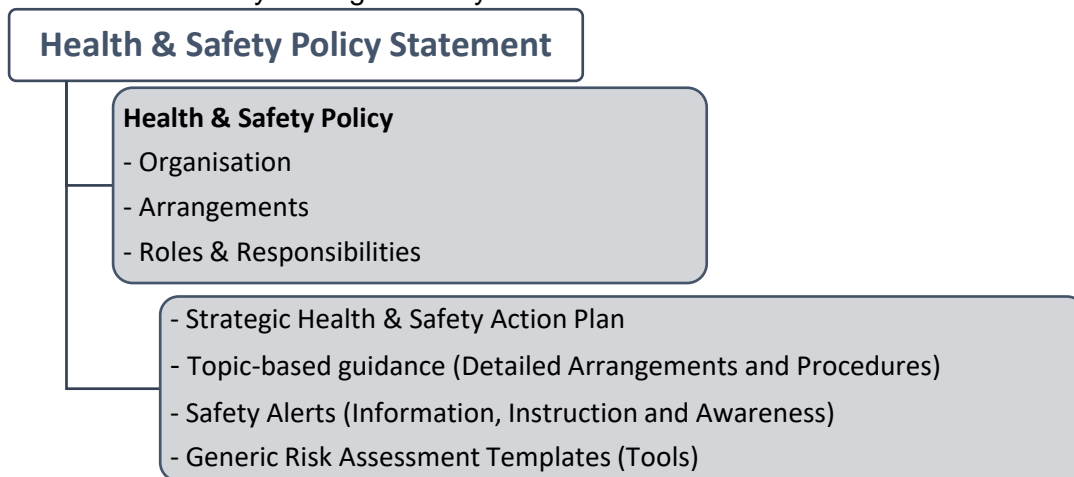 Health & Safety Policy Statement
Health & Safety Policy
- Organisation
- Arrangements
- Roles & Responsibilities
- Strategic Health & Safety Action Plan
- Topic-based guidance (Detailed Arrangements and Procedures)
- Safety Alerts (Information, Instruction and Awareness)
- Generic Risk Assessment Templates (Tools)